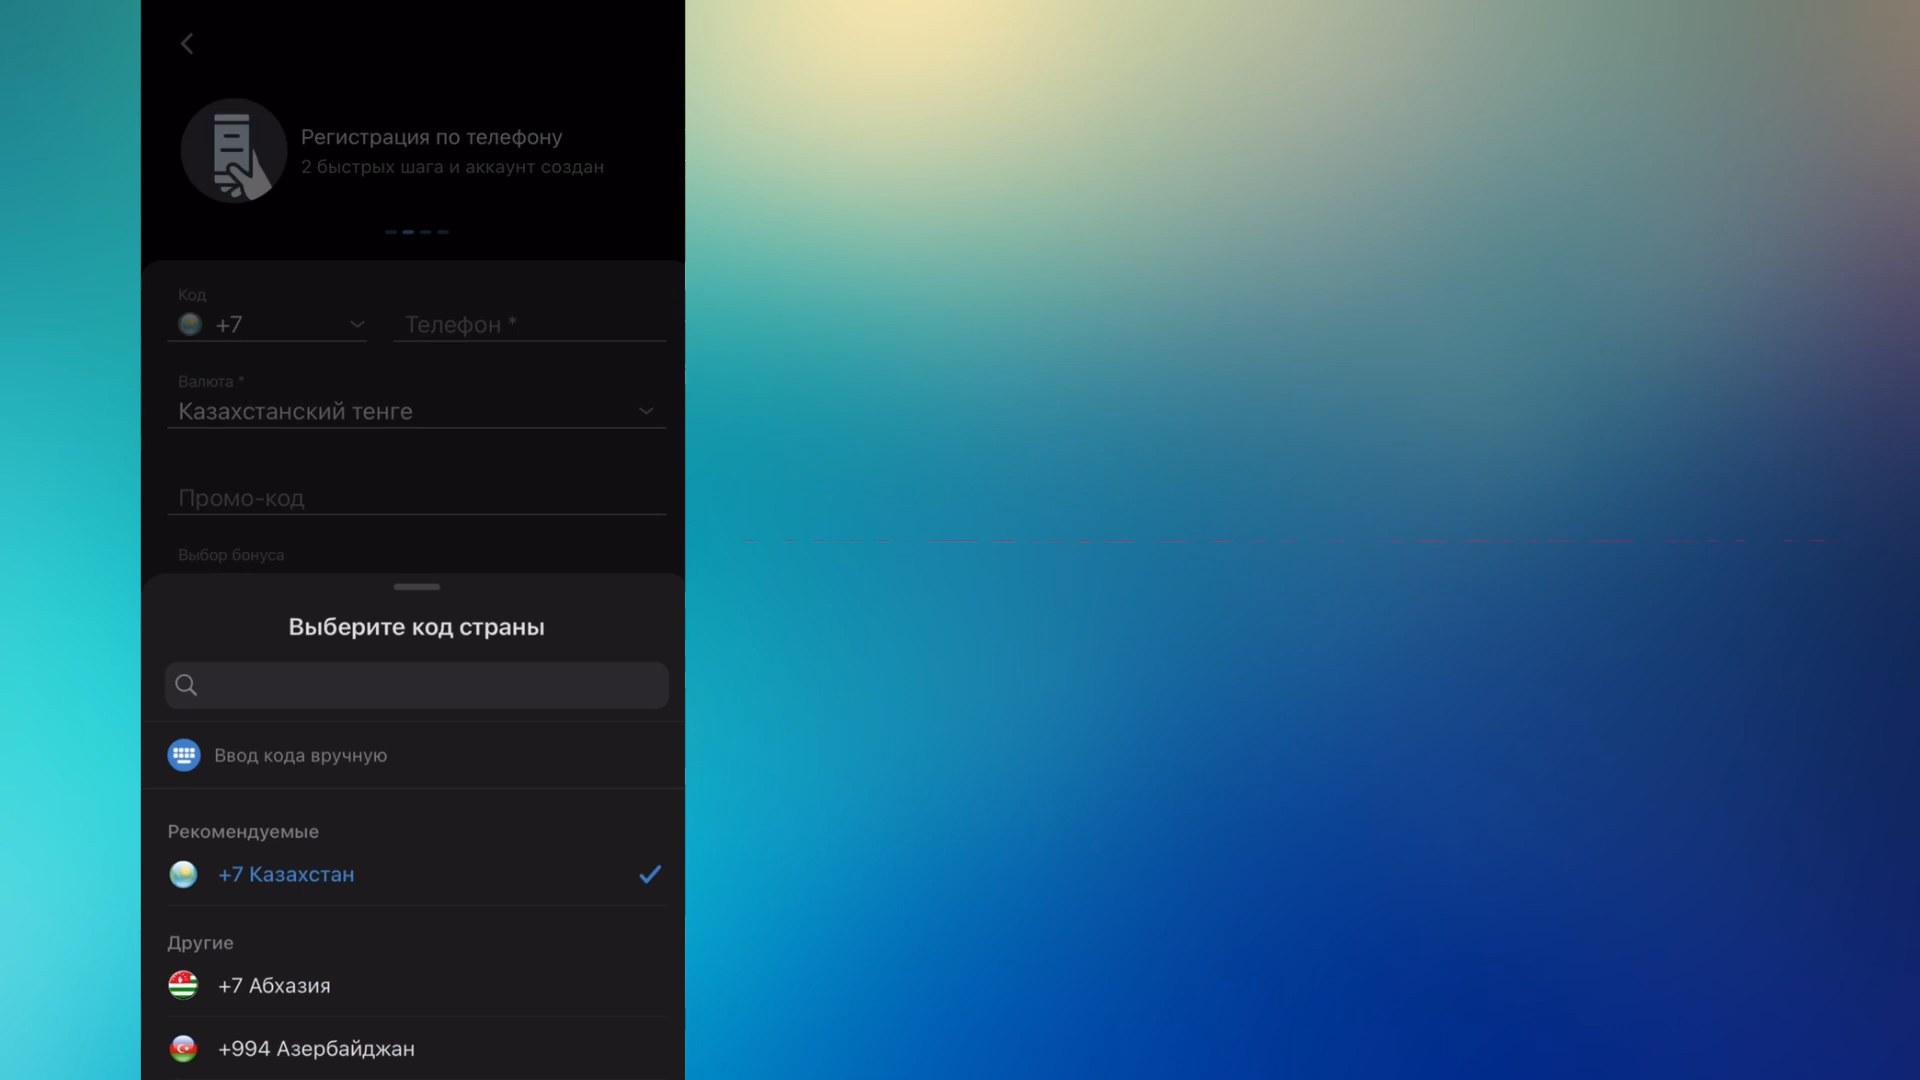 Регистрация по телефону
2 быстрых шага и аккаунт создан
Код
+7
Телефон *
Валюта *
Казахстанский тенге
Промо-код
Выбор бонуса
Выберите код страны
Ввод кода вручную
Рекомендуемые
+7 Казахстан
Другие
+7 Абхазия
+994 Азербайджан